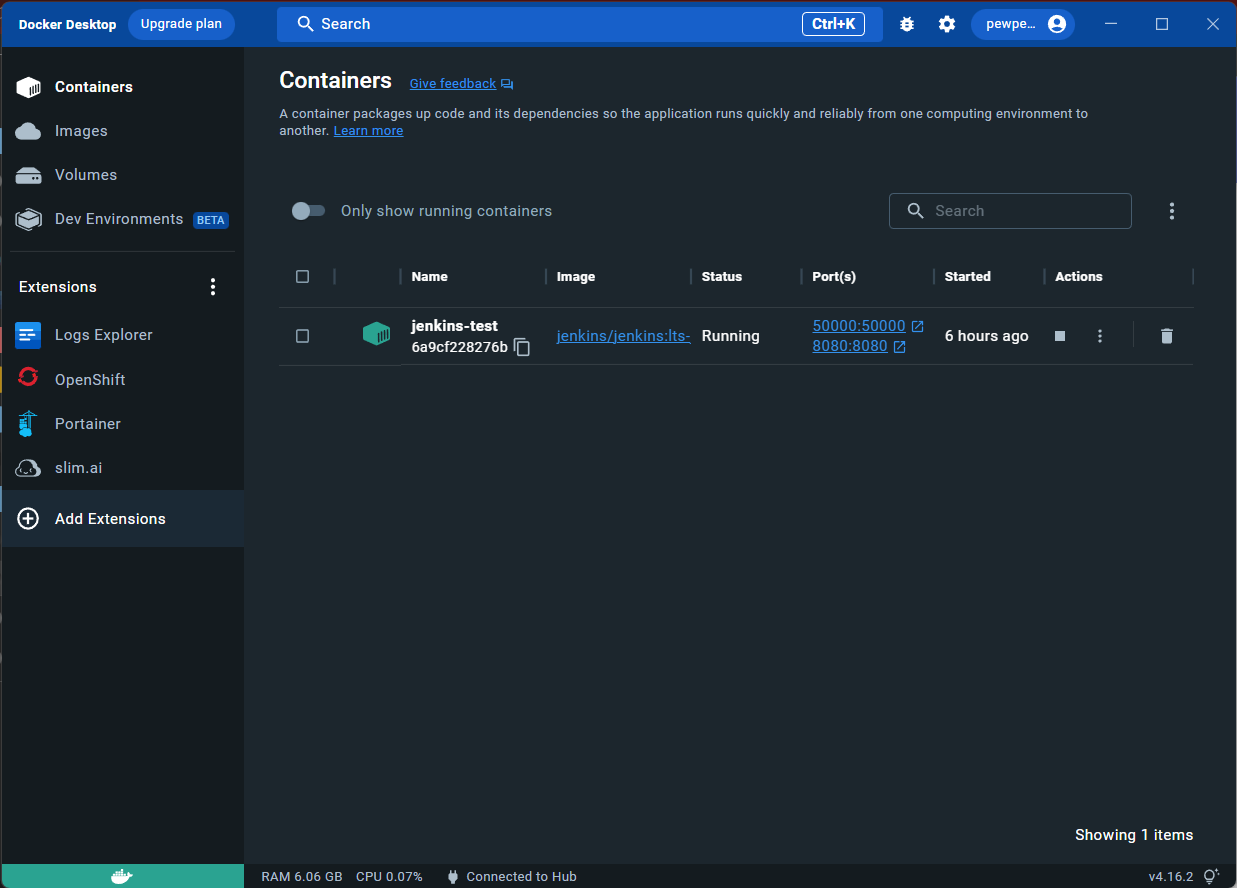 Docker Desktop
Upgrade plan
Search
Ctrl+K
pewpe...
Containers
Images
Volumes
Dev Environments BETA
Extensions
Logs Explorer
OpenShift
Portainer
slim.ai
Add Extensions
Containers
Give feedback
A container packages up code and its dependencies so the application runs quickly and reliably from one computing environment to
another. Learn more
Only show running containers
Search
Name Image Status Port(s) Started Actions
jenkins-test
6a9cf228276b
jenkins/jenkins:lts-
Running
50000:50000
8080:8080
6 hours ago
Showing 1 items
RAM 6.06 GB CPU 0.07% Connected to Hub
v4.16.2